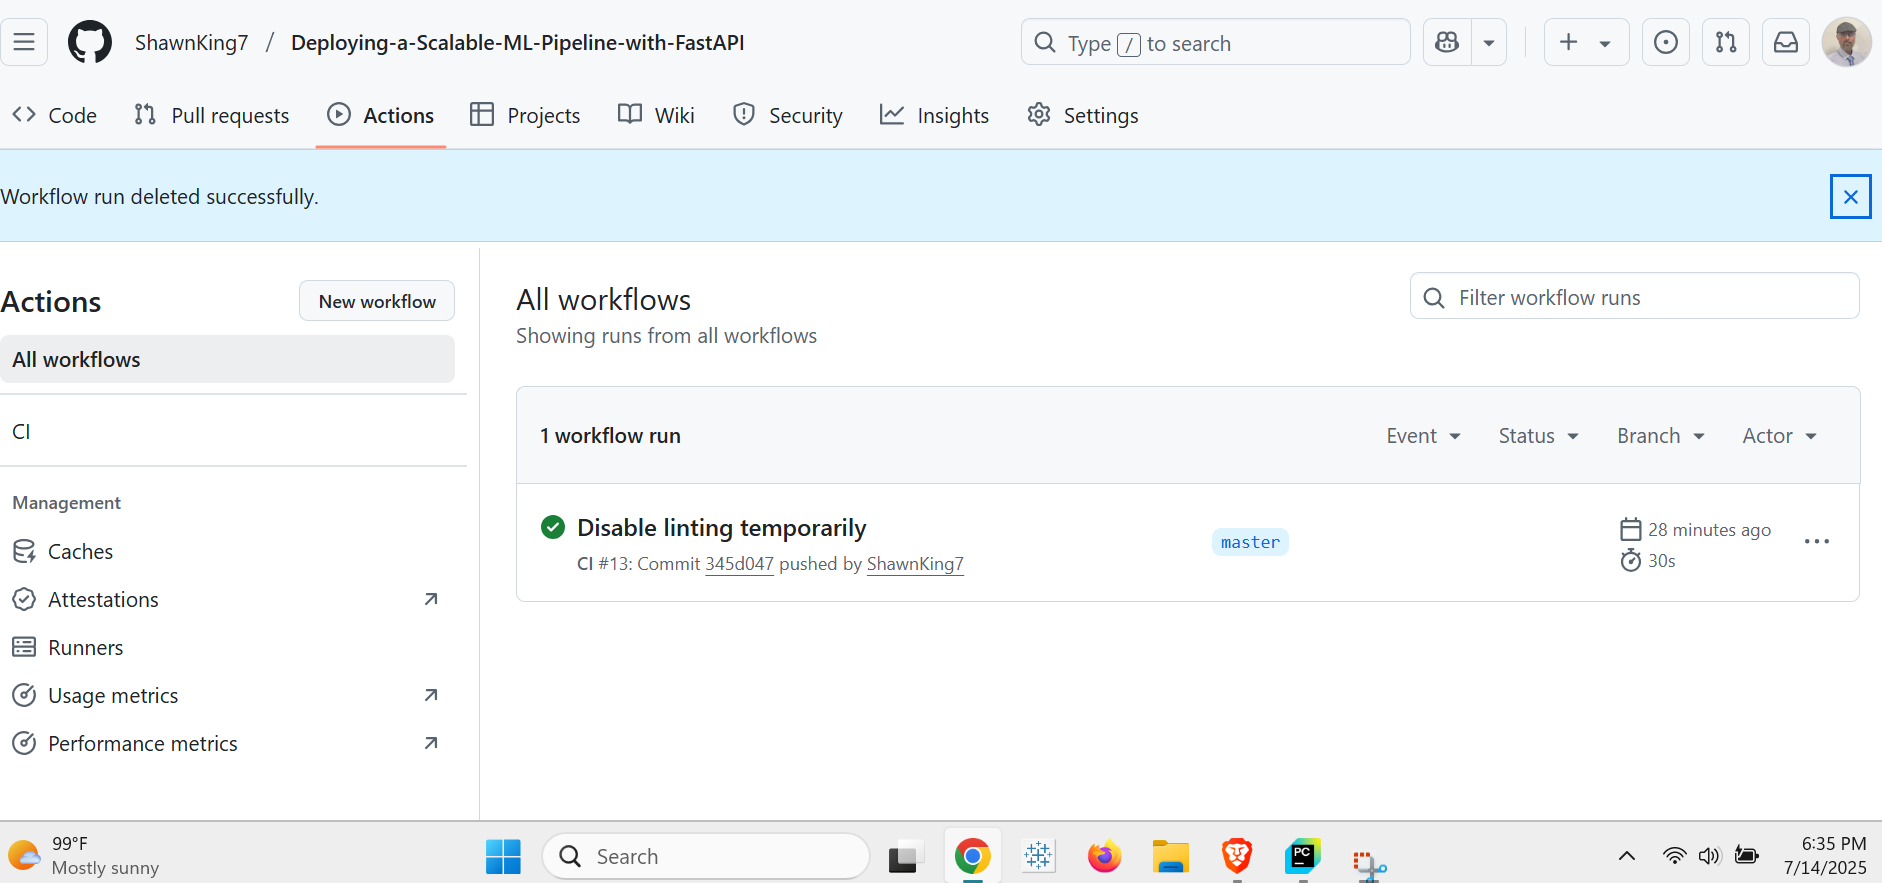 ShawnKing7 / Deploying-a-Scalable-ML-Pipeline-with-FastAPI
Type / to search
Code
Pull requests
Actions
Projects
Wiki
Security
Insights
Settings
Workflow run deleted successfully.
Actions
New workflow
All workflows
CI
Management
Caches
Attestations
Runners
Usage metrics
Performance metrics
All workflows
Showing runs from all workflows
Filter workflow runs
1 workflow run
Event
Status
Branch
Actor
Disable linting temporarily
CI #13: Commit 345d047 pushed by ShawnKing7
master
28 minutes ago
30s
99°F
Mostly sunny
Search
PC
6:35 PM
7/14/2025